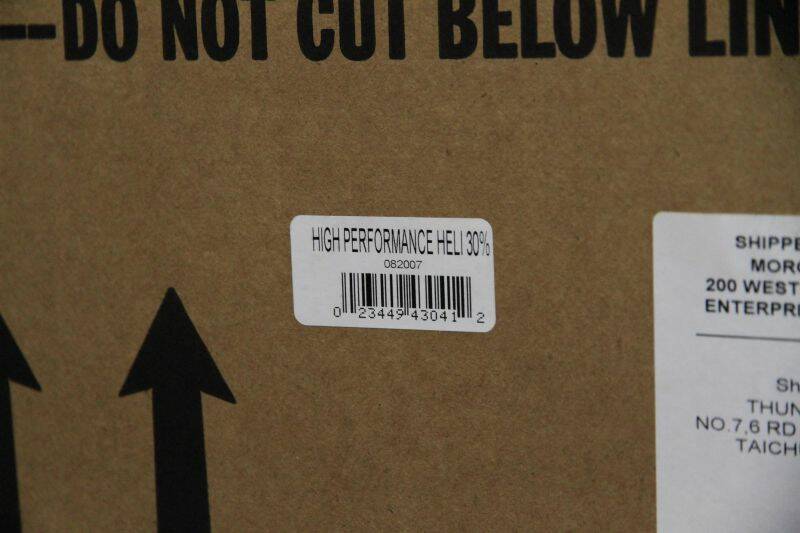 --DO NOT CUT BELOW LIN
HIGH PERFORMANCE HELI 30%
082007
0 23449 43041 2
SHIPPE
MORG
200 WEST
ENTERPRI
Sh
THUN
NO.7,6 RD
TAICH